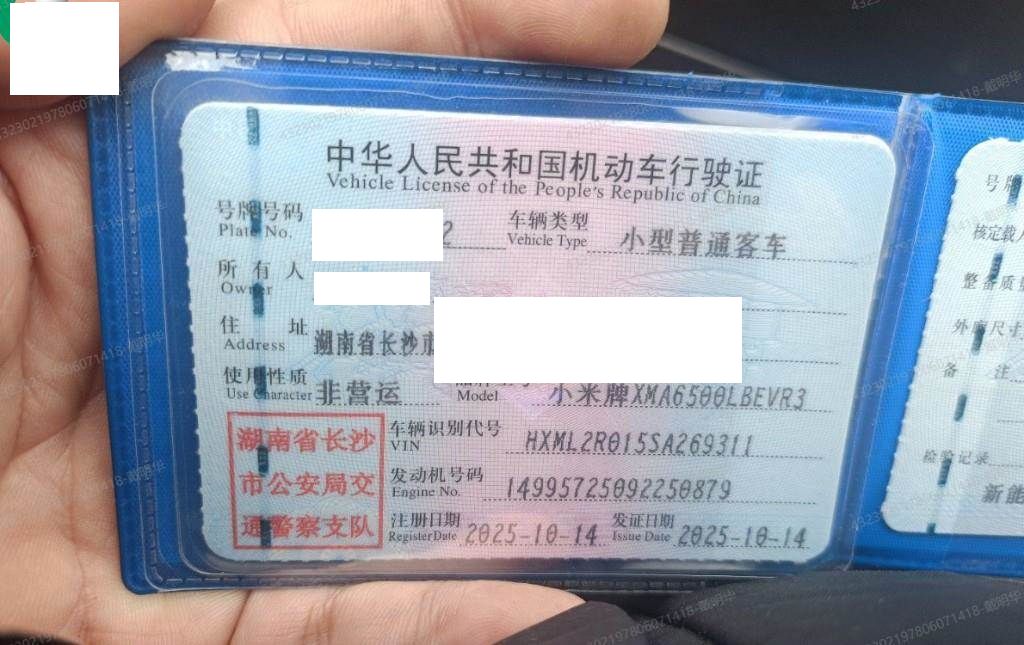 中华人民共和国机动车行驶证
Vehicle License of the People's Republic of China
号牌号码 2 车辆类型 小型普通客车
Plate No. Vehicle Type
所有人
Owner
住址 湖南省长沙市
Address
使用性质 非营运 小米牌XMA6500LBEVR3
Use Character Model
湖南省长沙
市公安局交
通警察支队
车辆识别代号 HXML2R015SA269311
VIN
发动机号码 14995725092250879
Engine No.
注册日期 2025-10-14 发证日期 2025-10-14
Register Date Issue Date
号牌
核定载人
整备质量
外廓尺寸
备注
检验记录
新能